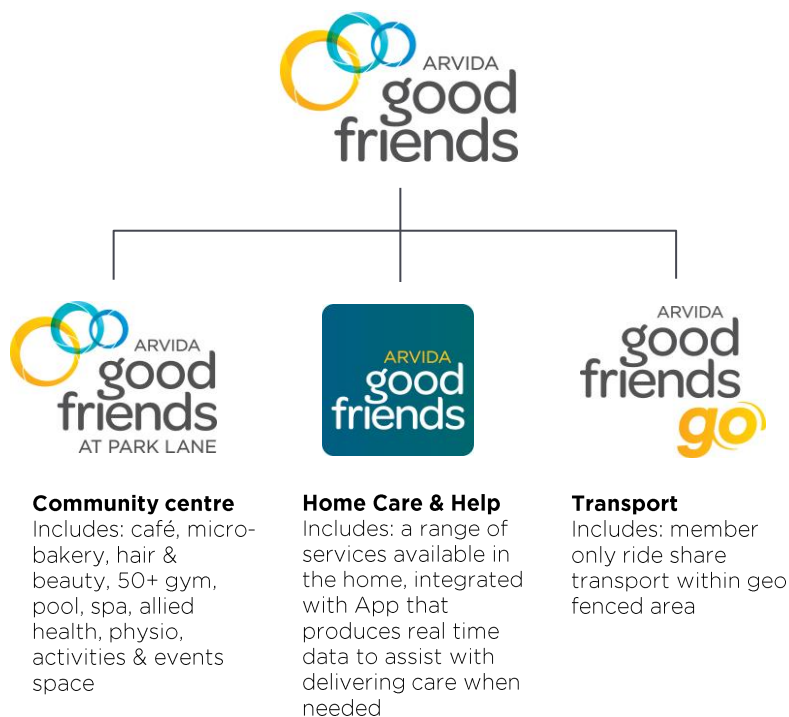 ARVIDA
good
friends
ARVIDA
good
friends
AT PARK LANE
ARVIDA
good
friends
ARVIDA
good
friends
go
Community centre
Includes: café, micro-
bakery, hair &
beauty, 50+ gym,
pool, spa, allied
health, physio,
activities & events
space
Home Care & Help
Includes: a range of
services available in
the home, integrated
with App that
produces real time
data to assist with
delivering care when
needed
Transport
Includes: member
only ride share
transport within geo
fenced area